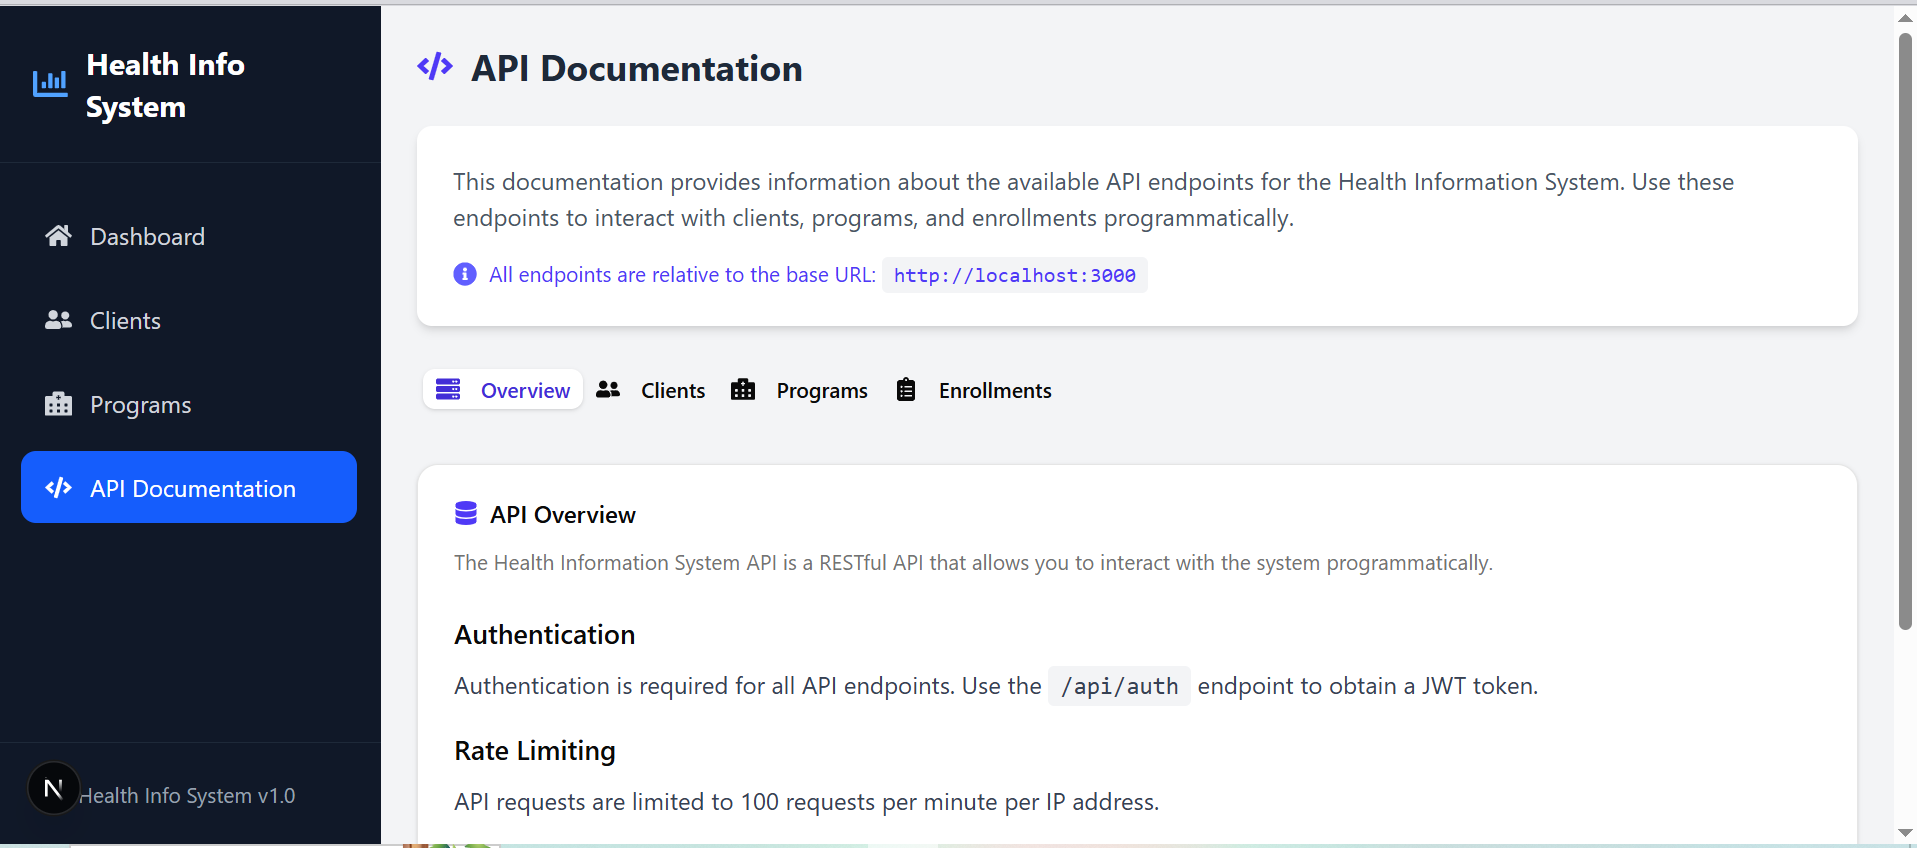 Health Info
System
Dashboard
Clients
Programs
API Documentation
N
Health Info System v1.0
API Documentation
This documentation provides information about the available API endpoints for the Health Information System. Use these
endpoints to interact with clients, programs, and enrollments programmatically.
All endpoints are relative to the base URL: http://localhost:3000
Overview Clients Programs Enrollments
API Overview
The Health Information System API is a RESTful API that allows you to interact with the system programmatically.
Authentication
Authentication is required for all API endpoints. Use the /api/auth endpoint to obtain a JWT token.
Rate Limiting
API requests are limited to 100 requests per minute per IP address.